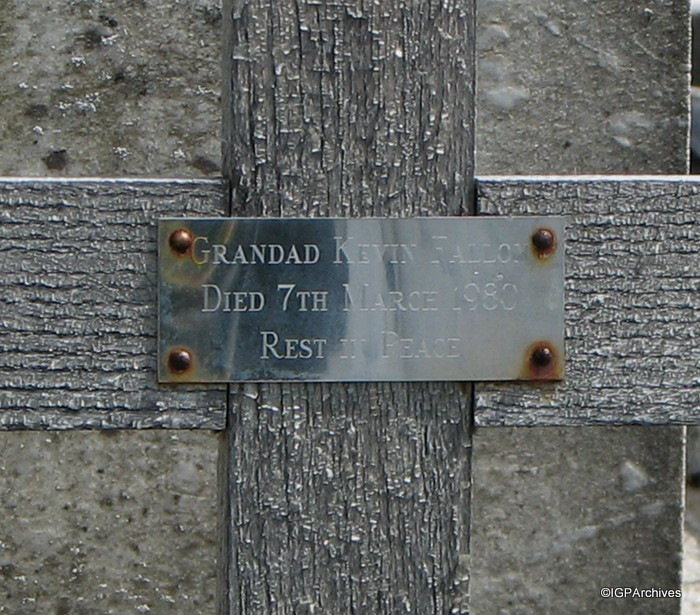 Grandad Kevin Fallon
Died 7th March 1980
Rest in Peace
©IGPArchives